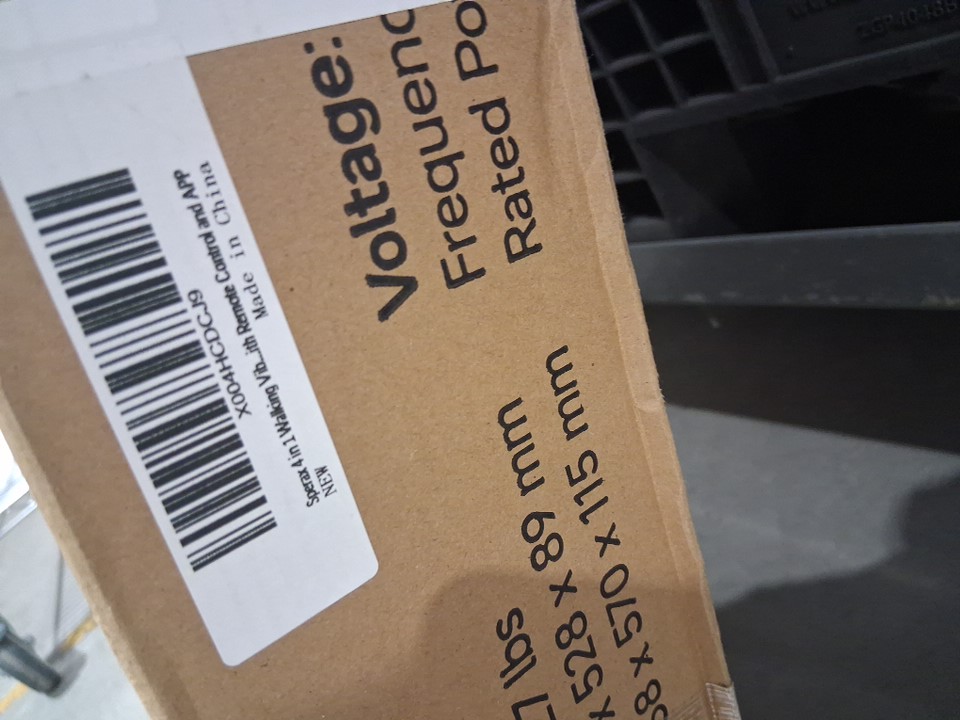 X004HCDCJ9
Sperax 4 in 1 Walking Vib...ith Remote Control and APP
NEW
Made in China
Voltage:
Frequenc
Rated Po
lbs
x 528 x 89 mm
x 570 x 115 mm